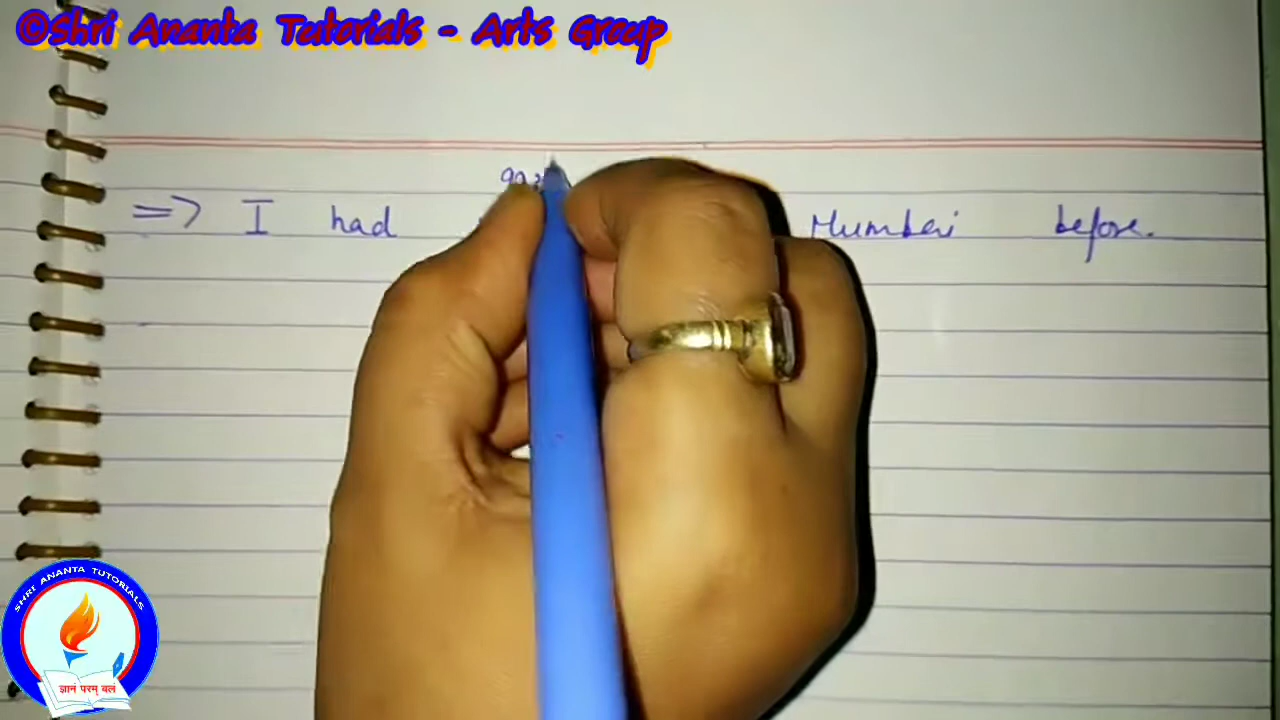 ©Shri Ananta Tutorials - Arts Group
=> I had Mumbai before.
SHRI ANANTA TUTORIALS
ज्ञानं परमं बलं